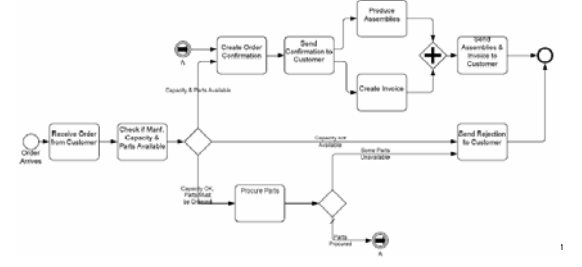 Produce
Assemblies
Create Order
Confirmation
Send
Confirmation to
Customer
Send
Assemblies &
Invoice to
Customer
A
Create Invoice
Capacity & Parts Available
Receive Order
from Customer
Check if Manf.
Capacity &
Parts Available
Order
Arrives
Capacity not
Available
Send Rejection
to Customer
Some Parts
Unavailable
Capacity OK,
Parts Must
be Ordered
Procure Parts
Parts
Procured
A
1